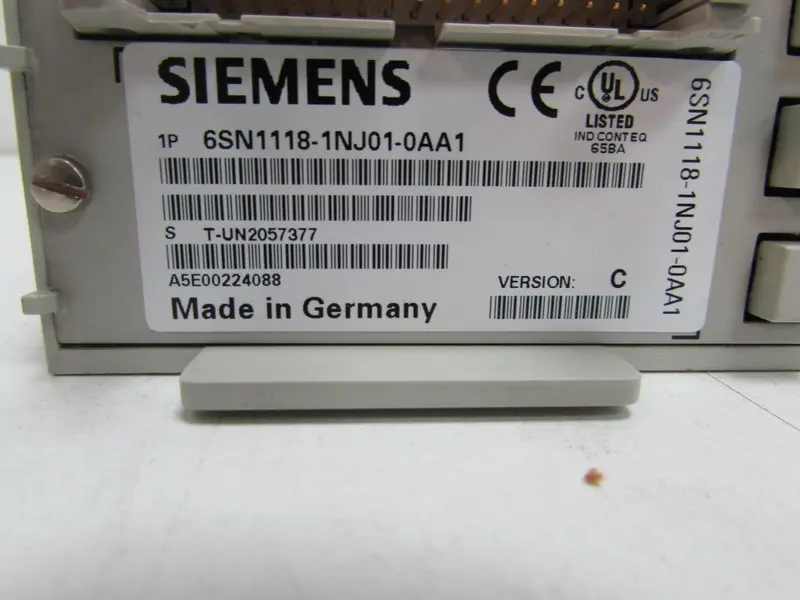 SIEMENS
CE
C UL US
LISTED
IND CONT EQ
65BA
1P 6SN1118-1NJ01-0AA1
S T-UN2057377
A5E00224088
VERSION: C
Made in Germany
6SN1118-1NJ01-0AA1